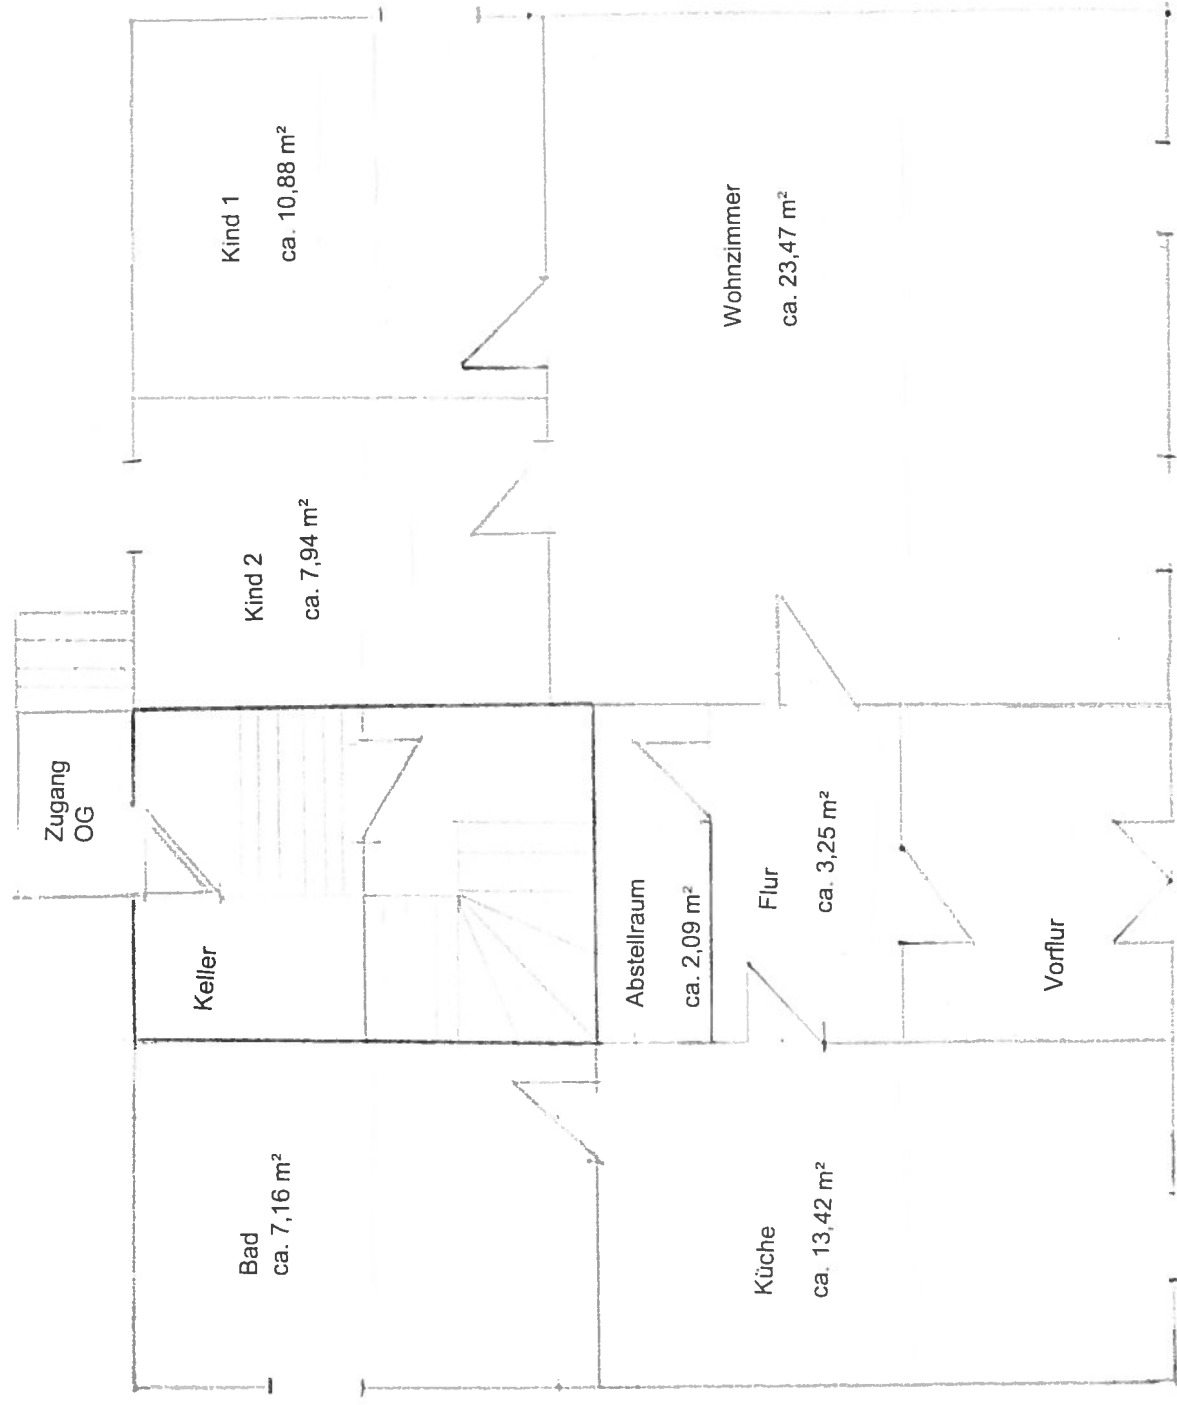 Zugang
OG
Keller
Bad
ca. 7,16 m²
Kind 2
ca. 7,94 m²
Kind 1
ca. 10,88 m²
Abstellraum
ca. 2,09 m²
Küche
ca. 13,42 m²
Flur
ca. 3,25 m²
Wohnzimmer
ca. 23,47 m²
Vorflur